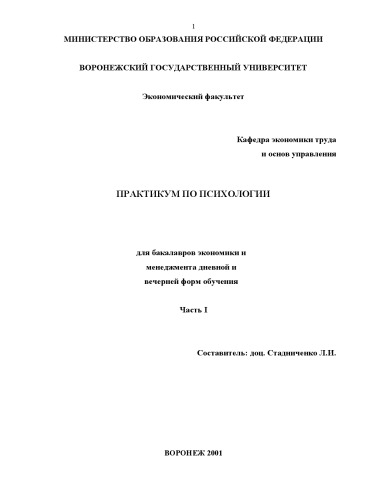 1
МИНИСТЕРСТВО ОБРАЗОВАНИЯ РОССИЙСКОЙ ФЕДЕРАЦИИ
ВОРОНЕЖСКИЙ ГОСУДАРСТВЕННЫЙ УНИВЕРСИТЕТ
Экономический факультет
Кафедра экономики труда
и основ управления
ПРАКТИКУМ ПО ПСИХОЛОГИИ
для бакалавров экономики и
менеджмента дневной и
вечерней форм обучения
Часть I
Составитель: доц. Стадниченко Л.И.
ВОРОНЕЖ 2001